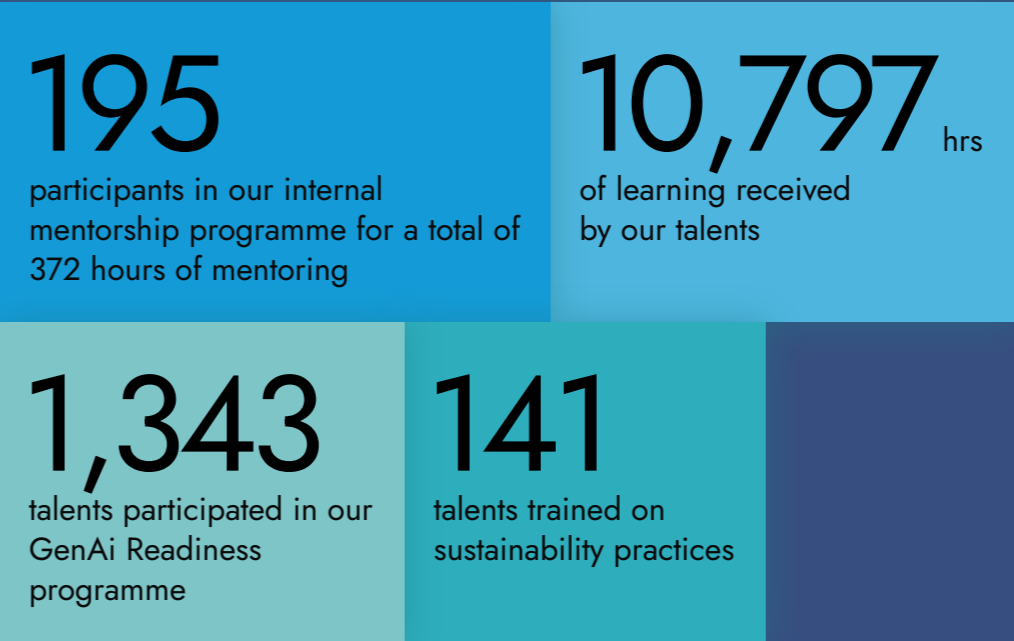 195
participants in our internal
mentorship programme for a total of
372 hours of mentoring
10,797 hrs
of learning received
by our talents
1,343
talents participated in our
GenAi Readiness
programme
141
talents trained on
sustainability practices